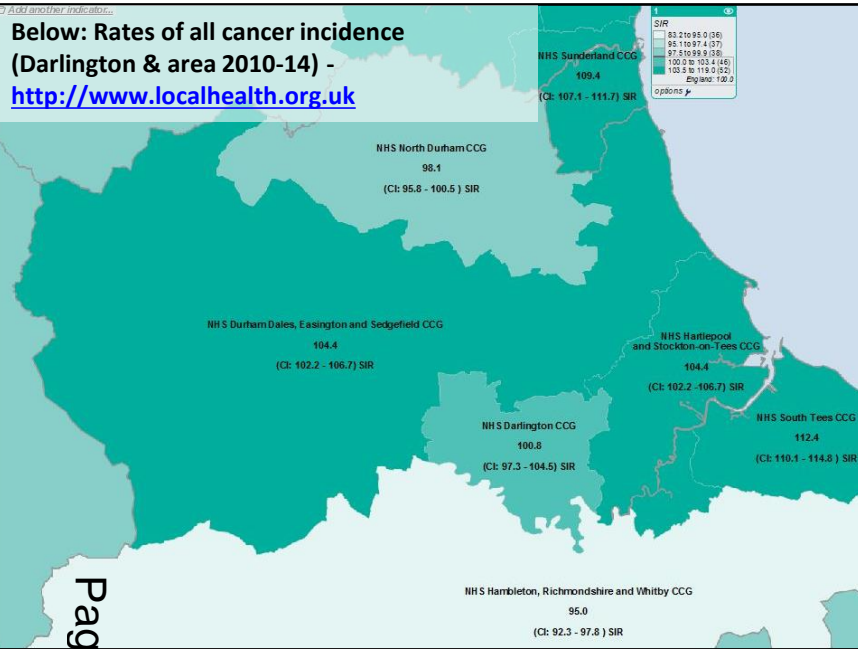 Add another indicator...
Below: Rates of all cancer incidence
(Darlington & area 2010-14) -
http://www.localhealth.org.uk
1
SIR
83.2 to 95.0 (36)
95.1 to 97.4 (37)
97.5 to 99.9 (38)
100.0 to 103.4 (46)
103.5 to 119.0 (52)
England: 100.0
options
NHS Sunderland CCG
109.4
(CI: 107.1 - 111.7) SIR
NHS North Durham CCG
98.1
(CI: 95.8 - 100.5 ) SIR
NHS Durham Dales, Easington and Sedgefield CCG
104.4
(CI: 102.2 - 106.7) SIR
NHS Hartlepool
and Stockton-on-Tees CCG
104.4
(CI: 102.2 -106.7) SIR
NHS Darlington CCG
100.8
(CI: 97.3 - 104.5) SIR
NHS South Tees CCG
112.4
(CI: 110.1 - 114.8 ) SIR
NHS Hambleton, Richmondshire and Whitby CCG
95.0
(CI: 92.3 - 97.8 ) SIR
Pag